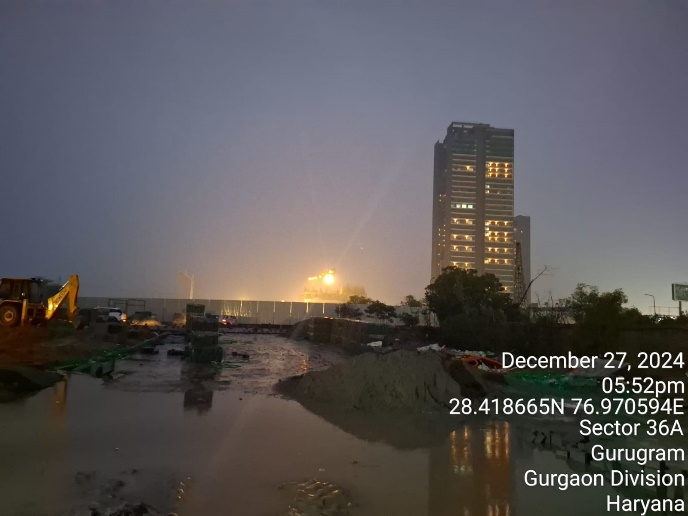 December 27, 2024
05:52pm
28.418665N 76.970594E
Sector 36A
Gurugram
Gurgaon Division
Haryana